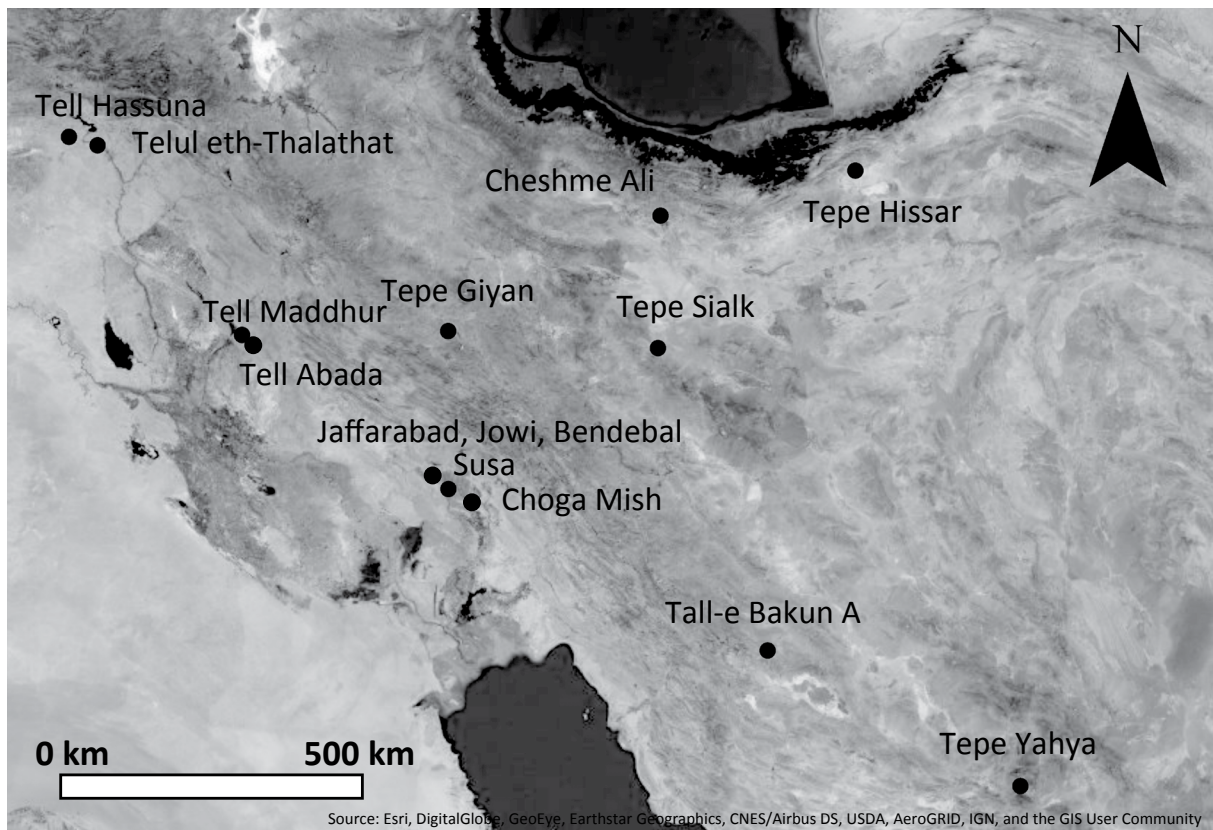 N
Tell Hassuna
Telul eth-Thalathat
Cheshme Ali
Tepe Hissar
Tepe Giyan
Tell Maddhur
Tepe Sialk
Tell Abada
Jaffarabad, Jowi, Bendebal
Susa
Choga Mish
Tall-e Bakun A
Tepe Yahya
0 km 500 km
Source: Esri, DigitalGlobe, GeoEye, Earthstar Geographics, CNES/Airbus DS, USDA, AeroGRID, IGN, and the GIS User Community